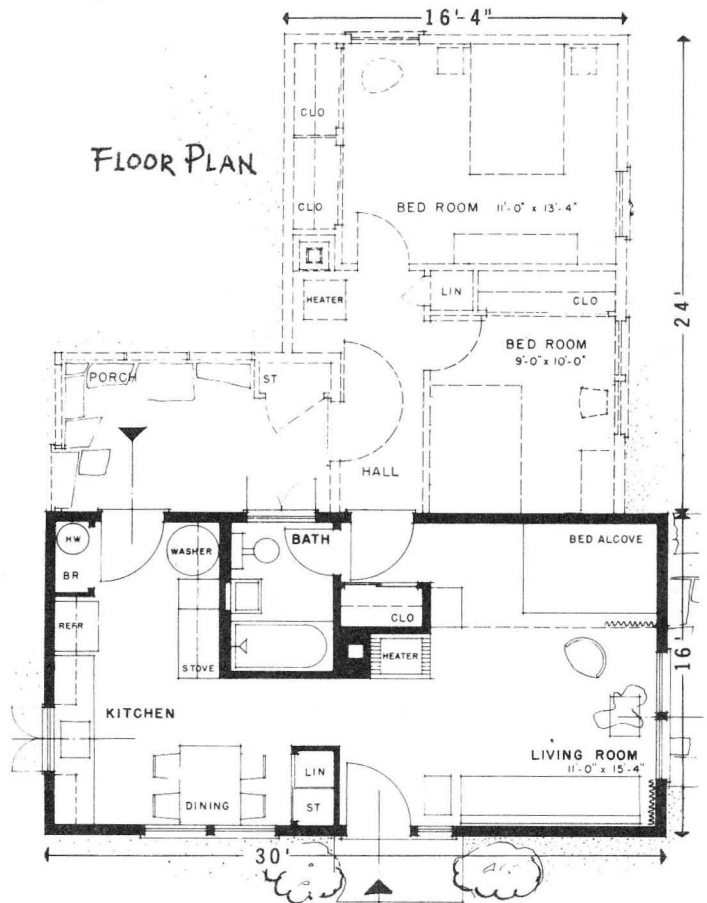 16'-4"
FLOOR PLAN
CLO
CLO
BED ROOM 11'-0" x 13'-4"
HEATER
LIN
CLO
24'
BED ROOM
9'-0" x 10'-0"
PORCH
ST
HALL
HW
BR
WASHER
BATH
BED ALCOVE
REFR
STOVE
CLO
HEATER
16'
KITCHEN
LIVING ROOM
11'-0" x 15'-4"
LIN
DINING
ST
30'